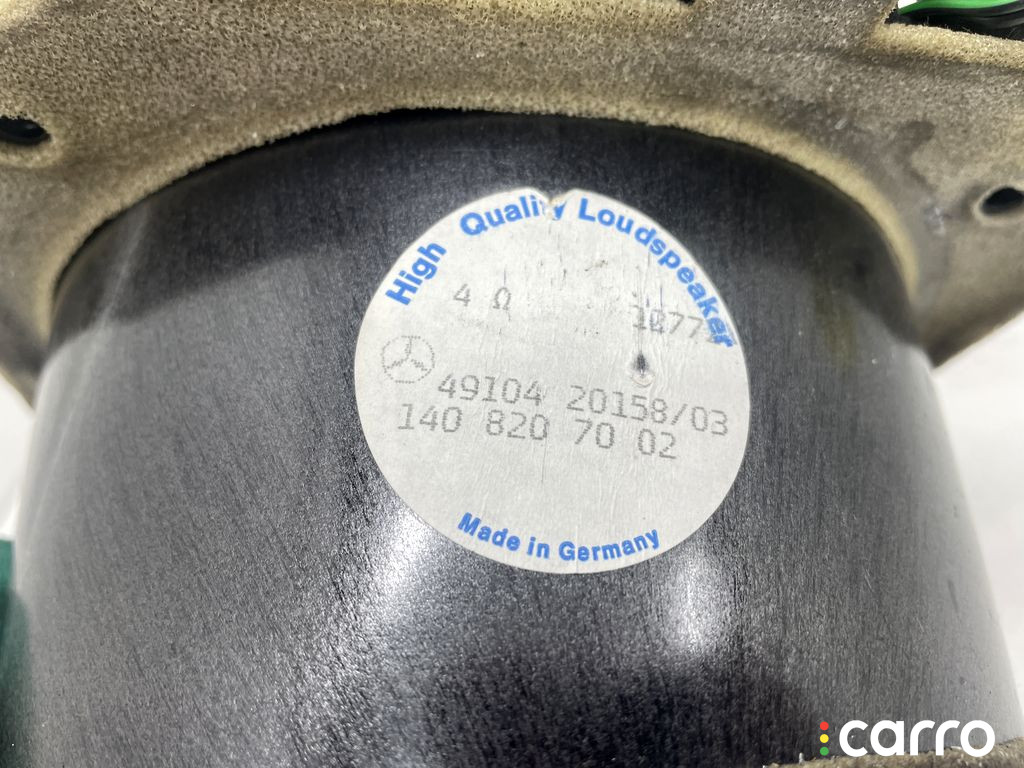 High Quality Loudspeaker
4 Ω
49104 20158/03
140 820 70 02
Made in Germany
carro